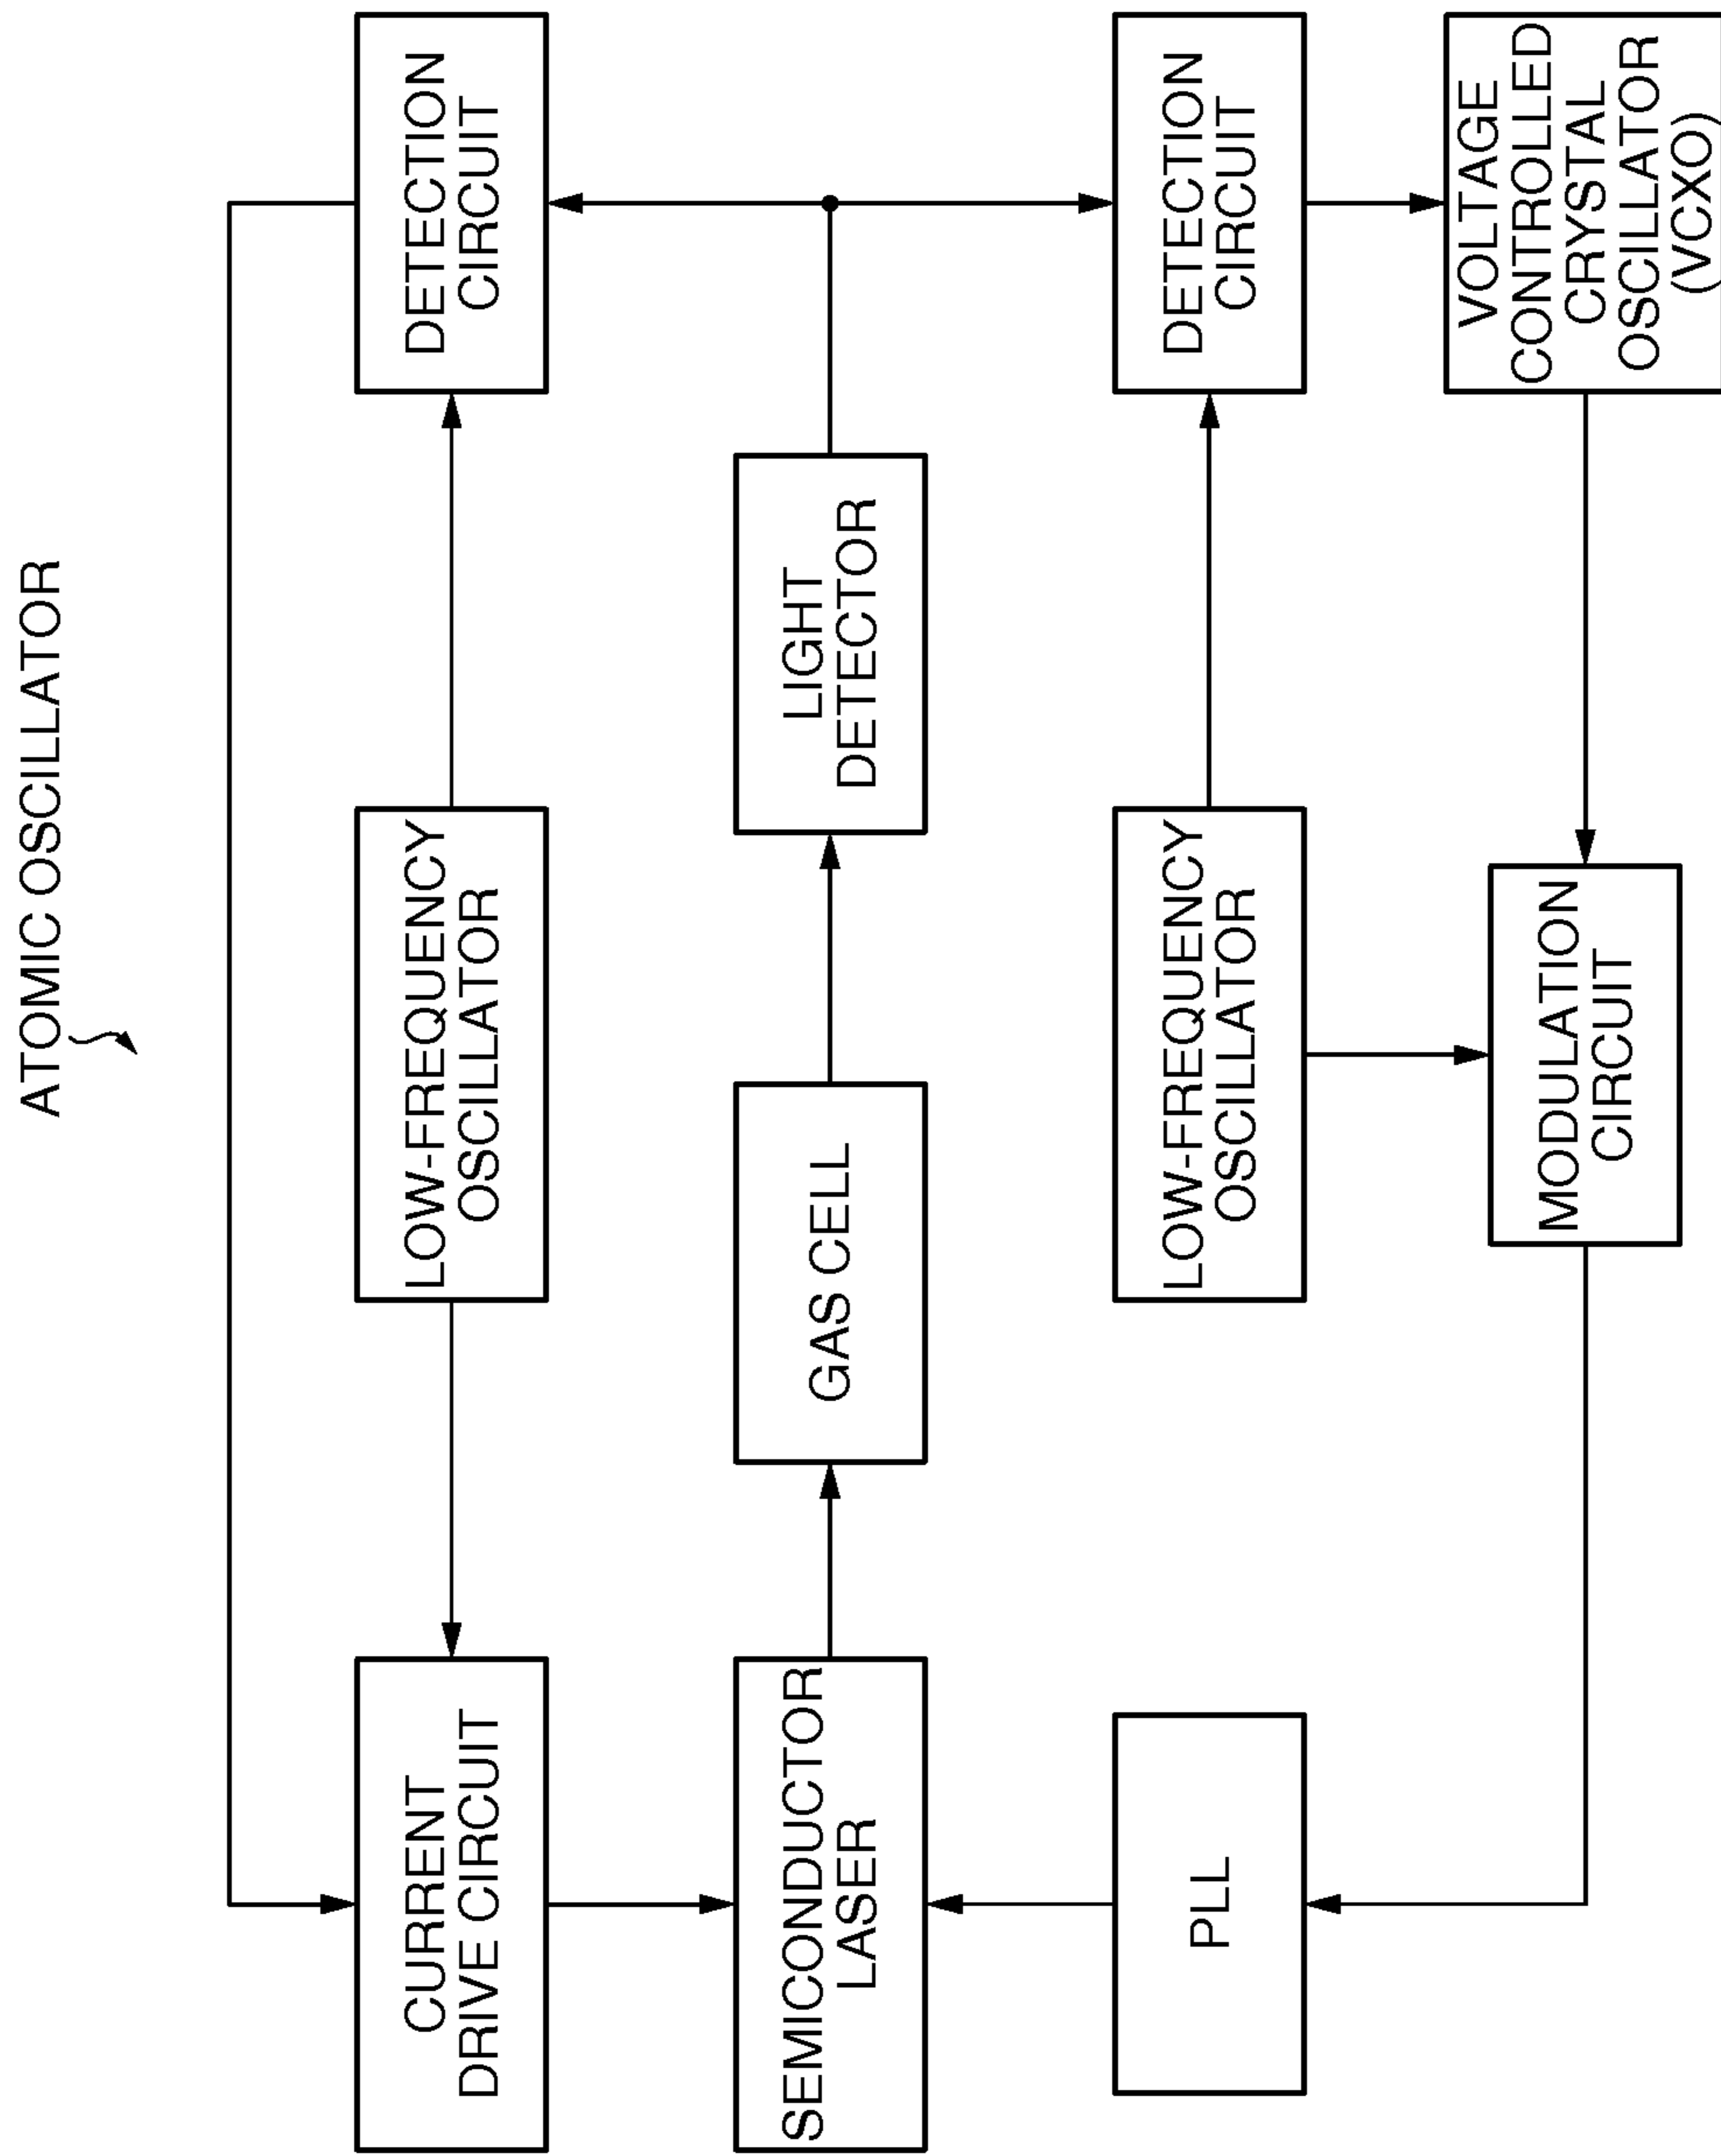 ATOMIC OSCILLATOR
CURRENT
DRIVE CIRCUIT
LOW-FREQUENCY
OSCILLATOR
DETECTION
CIRCUIT
SEMICONDUCTOR
LASER
GAS CELL
LIGHT
DETECTOR
PLL
LOW-FREQUENCY
OSCILLATOR
DETECTION
CIRCUIT
MODULATION
CIRCUIT
VOLTAGE
CONTROLLED
CRYSTAL
OSCILLATOR
(VCXO)